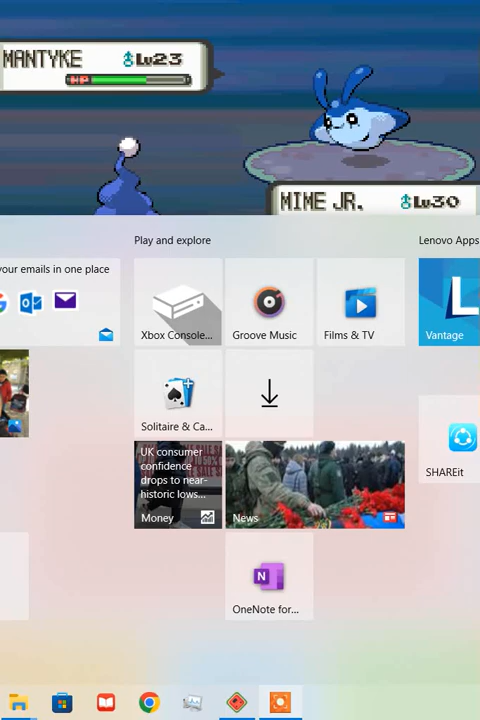 MANTYKE ♂Lv23
HP
MIME JR. ♂Lv30
your emails in one place
Play and explore
Lenovo Apps
Xbox Console...
Groove Music
Films & TV
Vantage
Solitaire & Ca...
SHAREit
UK consumer
confidence
drops to near-
historic lows...
Money
News
N
OneNote for...